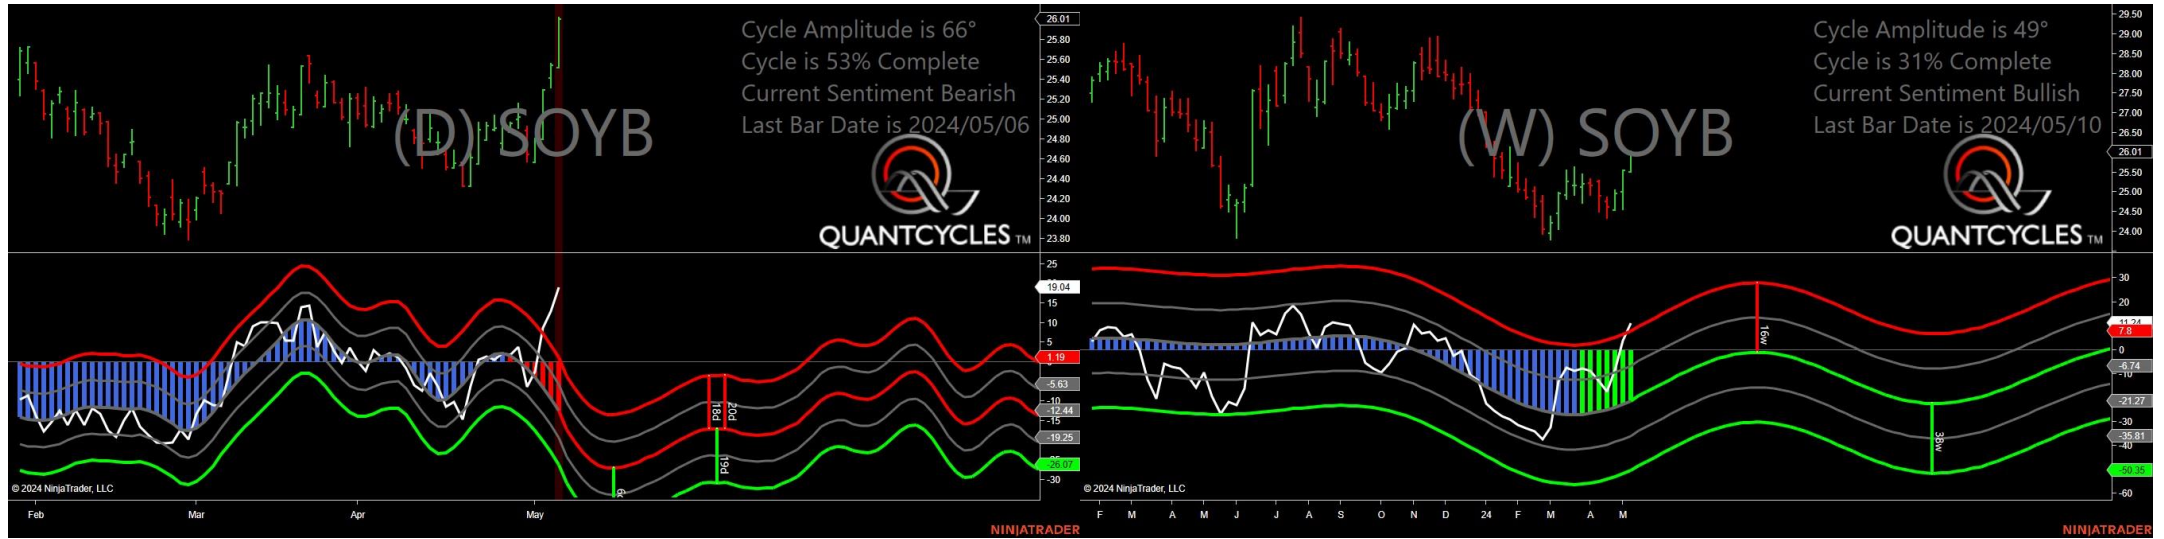 Cycle Amplitude is 66°
Cycle is 53% Complete
Current Sentiment Bearish
Last Bar Date is 2024/05/06
(D) SOYB
QUANTCYCLES TM
26.01
25.80
25.60
25.40
25.20
25.00
24.80
24.60
24.40
24.20
24.00
23.80
25
19.04
15
10
5
1.19
-5.63
-10
-12.44
-15
-19.25
-26.07
-30
18d
20d
19d
© 2024 NinjaTrader, LLC
Feb Mar Apr May
NINJATRADER
Cycle Amplitude is 49°
Cycle is 31% Complete
Current Sentiment Bullish
Last Bar Date is 2024/05/10
(W) SOYB
QUANTCYCLES TM
29.50
29.00
28.50
28.00
27.50
27.00
26.50
26.01
25.50
25.00
24.50
24.00
30
20
11.24
7.8
0
-6.74
-10
-21.27
-30
-35.81
-40
-50.35
-60
16w
38w
© 2024 NinjaTrader, LLC
F M A M J J A S O N D 24 F M A M
NINJATRADER